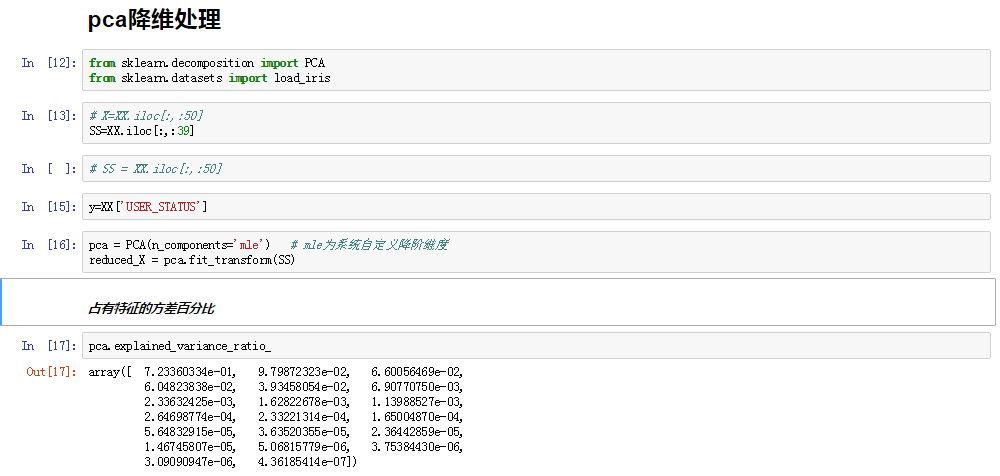 pca降维处理
In [12]: from sklearn.decomposition import PCA
from sklearn.datasets import load_iris
In [13]: # X=XX.iloc[:,:50]
SS=XX.iloc[:,:39]
In [ ]: # SS = XX.iloc[:,:50]
In [15]: y=XX['USER_STATUS']
In [16]: pca = PCA(n_components='mle') # mle为系统自定义降阶维度
reduced_X = pca.fit_transform(SS)
占有特征的方差百分比
In [17]: pca.explained_variance_ratio_
Out[17]: array([ 7.23360334e-01, 9.79872323e-02, 6.60056469e-02,
6.04823838e-02, 3.93458054e-02, 6.90770750e-03,
2.33632425e-03, 1.62822678e-03, 1.13988527e-03,
2.64698774e-04, 2.33221314e-04, 1.65004870e-04,
5.64832915e-05, 3.63520355e-05, 2.36442859e-05,
1.46745807e-05, 5.06815779e-06, 3.75384430e-06,
3.09090947e-06, 4.36185414e-07])